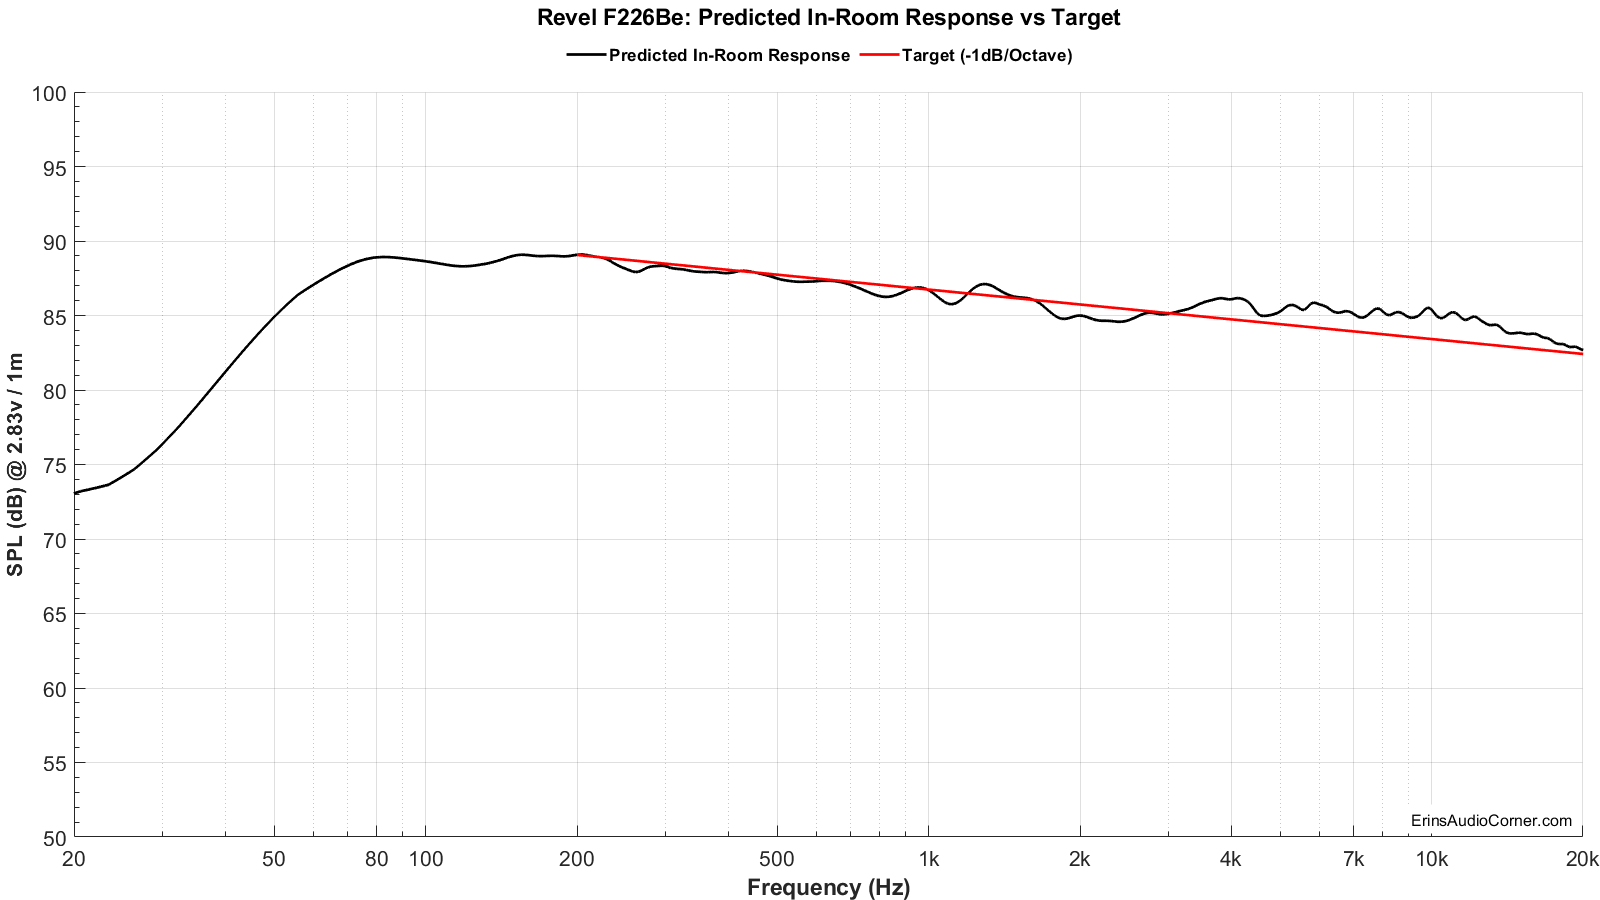 Revel F226Be: Predicted In-Room Response vs Target
Predicted In-Room Response Target (-1dB/Octave)
100
95
90
85
80
75
70
65
60
55
50
SPL (dB) @ 2.83v / 1m
ErinsAudioCorner.com
20 50 80 100 200 500 1k 2k 4k 7k 10k 20k
Frequency (Hz)